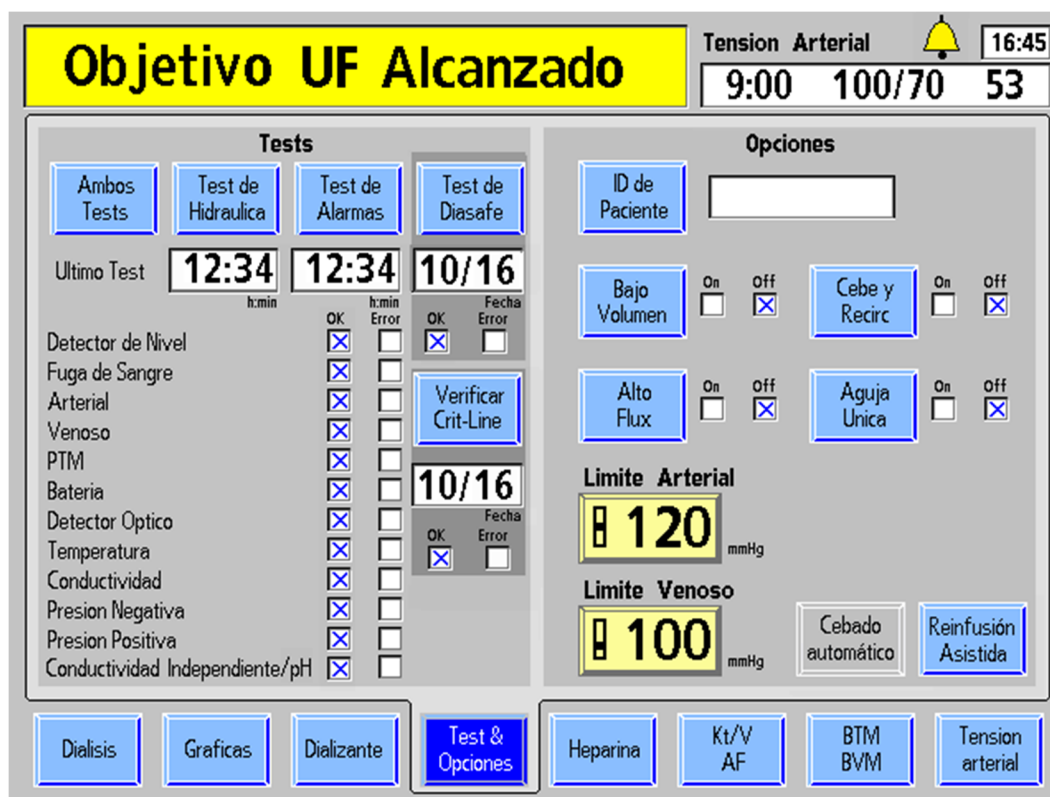 Objetivo UF Alcanzado
Tension Arterial
16:45
9:00 100/70 53
Tests
Ambos
Tests
Test de
Hidraulica
Test de
Alarmas
Test de
Diasafe
Ultimo Test 12:34 12:34 10/16
h:min h:min Fecha
OK Error OK Error
Detector de Nivel
Fuga de Sangre
Arterial
Venoso
PTM
Bateria
Detector Optico
Temperatura
Conductividad
Presion Negativa
Presion Positiva
Conductividad Independiente/pH
Verificar
Crit-Line
10/16
Fecha
OK Error
Opciones
ID de
Paciente
Bajo
Volumen
On Off
Cebe y
Recirc
On Off
Alto
Flux
On Off
Aguja
Unica
On Off
Limite Arterial
120 mmHg
Limite Venoso
100 mmHg
Cebado
automático
Reinfusión
Asistida
Dialisis
Graficas
Dializante
Test &
Opciones
Heparina
Kt/V
AF
BTM
BVM
Tension
arterial